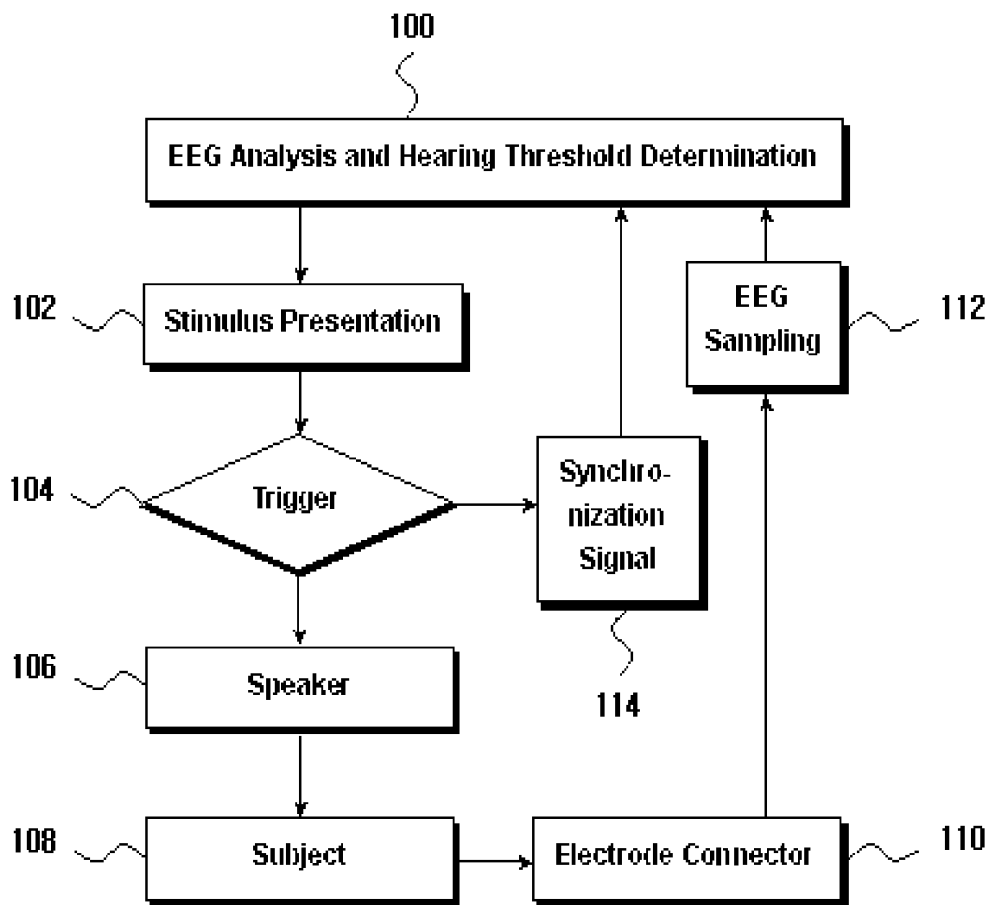 100
EEG Analysis and Hearing Threshold Determination
102
Stimulus Presentation
EEG
Sampling
112
104
Trigger
Synchro-
nization
Signal
106
Speaker
114
108
Subject
Electrode Connector
110